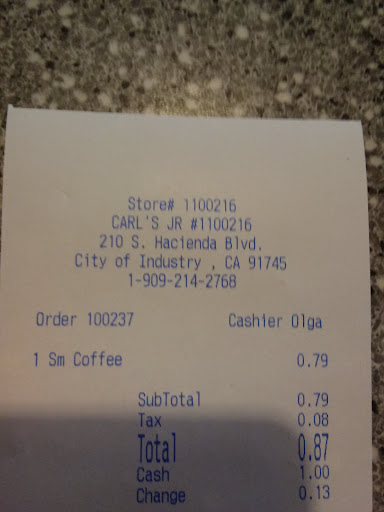 Store# 1100216
CARL'S JR #1100216
210 S. Hacienda Blvd.
City of Industry , CA 91745
1-909-214-2768
Order 100237 Cashier Olga
1 Sm Coffee 0.79
SubTotal 0.79
Tax 0.08
Total 0.87
Cash 1.00
Change 0.13